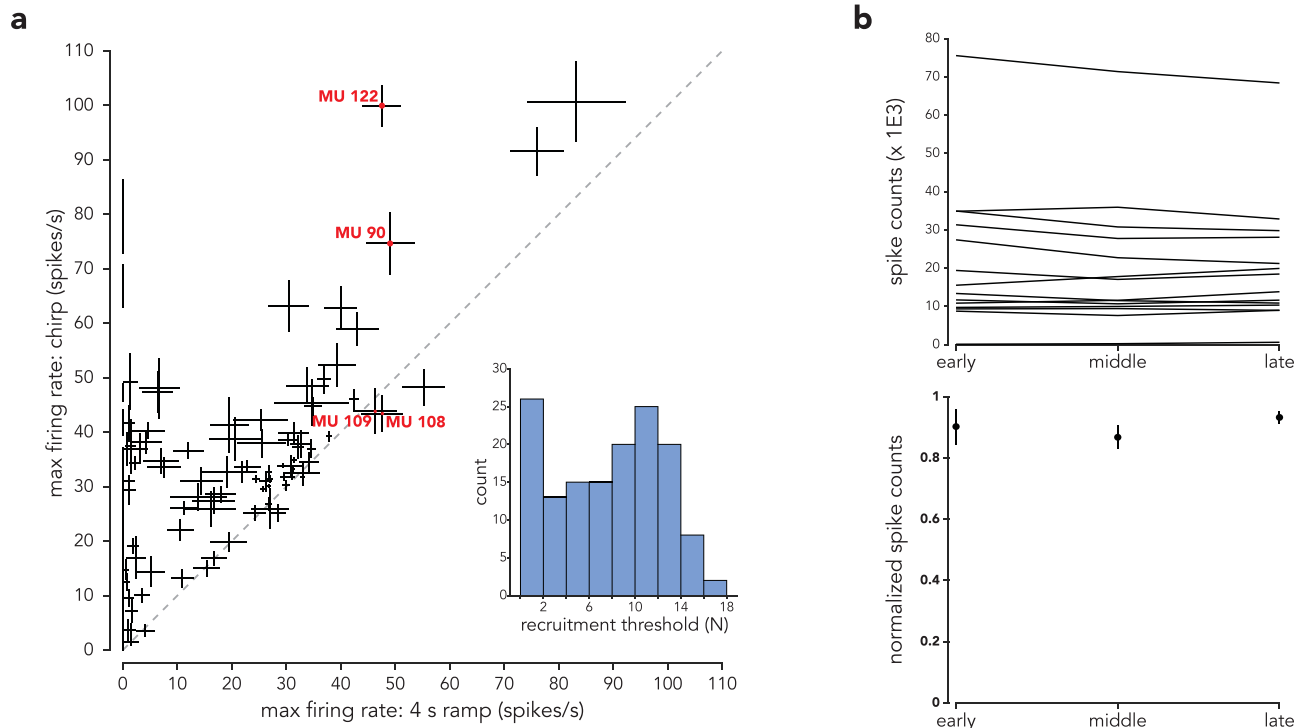 a
max firing rate: chirp (spikes/s)
110
100
90
80
70
60
50
40
30
20
10
0
0 10 20 30 40 50 60 70 80 90 100 110
max firing rate: 4 s ramp (spikes/s)
MU 122
MU 90
MU 109
MU 108
count
30
25
20
15
10
5
0
2 6 10 14 18
recruitment threshold (N)
b
spike counts (x 1E3)
80
70
60
50
40
30
20
10
0
early middle late
normalized spike counts
1
0.8
0.6
0.4
0.2
0
early middle late